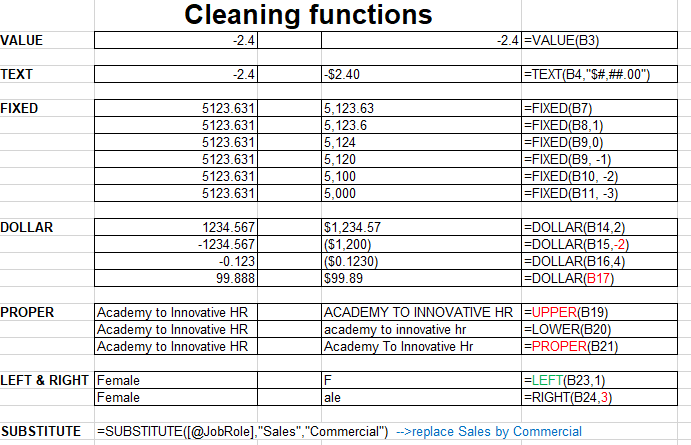 Cleaning functions
VALUE -2.4 -2.4 =VALUE(B3)
TEXT -2.4 -$2.40 =TEXT(B4,"$#,##.00")
FIXED 5123.631 5,123.63 =FIXED(B7)
5123.631 5,123.6 =FIXED(B8,1)
5123.631 5,124 =FIXED(B9,0)
5123.631 5,120 =FIXED(B9, -1)
5123.631 5,100 =FIXED(B10, -2)
5123.631 5,000 =FIXED(B11, -3)
DOLLAR 1234.567 $1,234.57 =DOLLAR(B14,2)
-1234.567 ($1,200) =DOLLAR(B15,-2)
-0.123 ($0.1230) =DOLLAR(B16,4)
99.888 $99.89 =DOLLAR(B17)
PROPER Academy to Innovative HR ACADEMY TO INNOVATIVE HR =UPPER(B19)
Academy to Innovative HR academy to innovative hr =LOWER(B20)
Academy to Innovative HR Academy To Innovative Hr =PROPER(B21)
LEFT & RIGHT Female F =LEFT(B23,1)
Female ale =RIGHT(B24,3)
SUBSTITUTE =SUBSTITUTE([@JobRole],"Sales","Commercial") -->replace Sales by Commercial